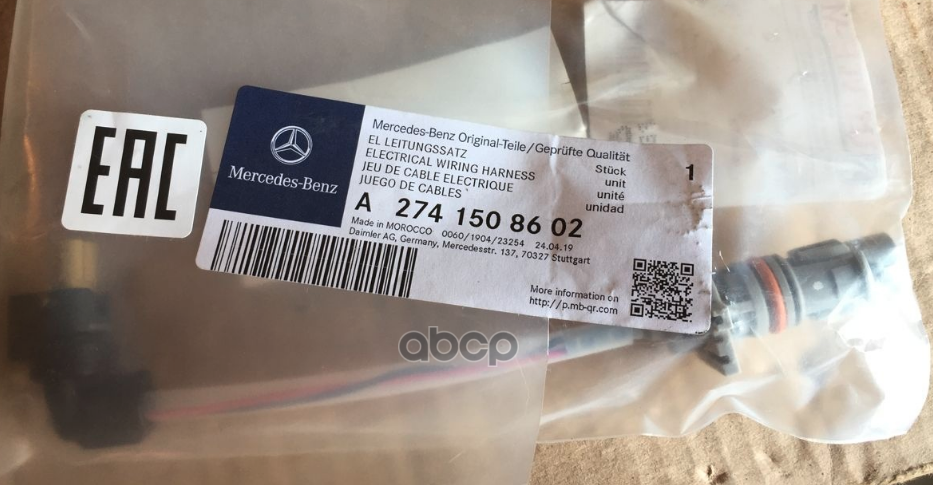 EAC
Mercedes-Benz
Mercedes-Benz Original-Teile/Geprüfte Qualität
EL LEITUNGSSATZ
ELECTRICAL WIRING HARNESS
JEU DE CABLE ELECTRIQUE
JUEGO DE CABLES
Stück
unit
unité
unidad
1
A 274 150 86 02
Made in MOROCCO 0060/1904/23254 24.04.19
Daimler AG, Germany, Mercedesstr. 137, 70327 Stuttgart
More information on
http://p.mb-qr.com
abcp